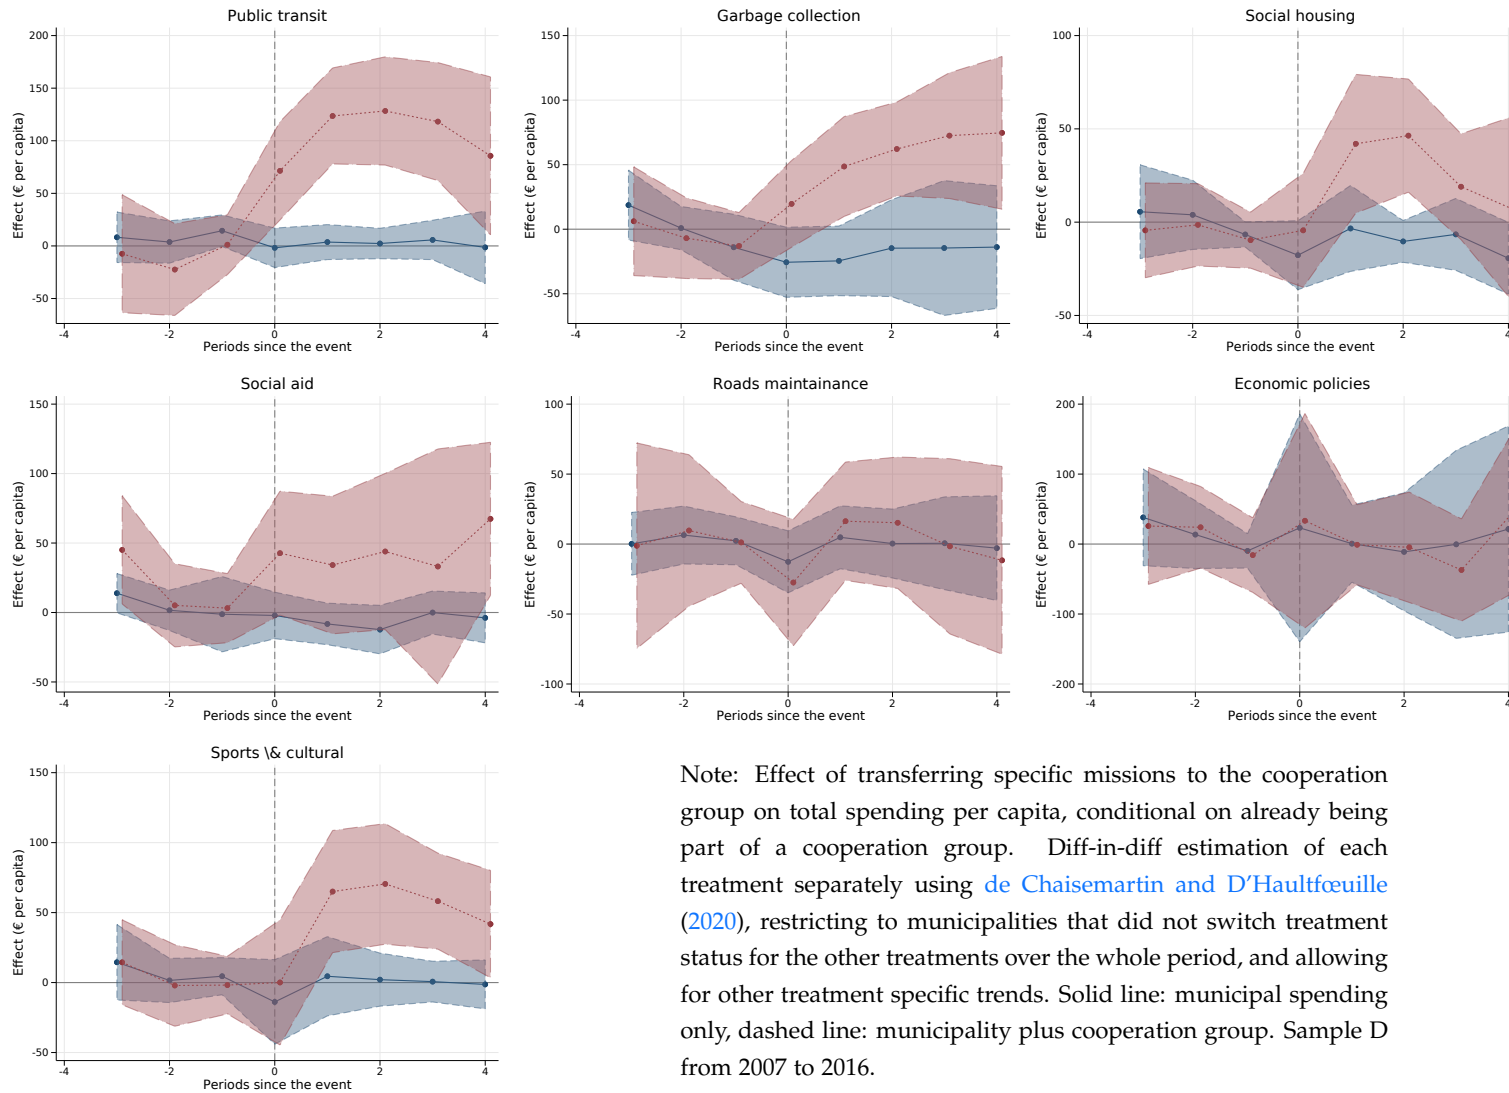 Public transit
200
150
100
50
0
-50
Effect (€ per capita)
-4 -2 0 2 4
Periods since the event
Garbage collection
150
100
50
0
-50
Effect (€ per capita)
-4 -2 0 2 4
Periods since the event
Social housing
100
50
0
-50
Effect (€ per capita)
-4 -2 0 2 4
Periods since the event
Social aid
150
100
50
0
-50
Effect (€ per capita)
-4 -2 0 2 4
Periods since the event
Roads maintainance
100
50
0
-50
-100
Effect (€ per capita)
-4 -2 0 2 4
Periods since the event
Economic policies
200
100
0
-100
-200
Effect (€ per capita)
-4 -2 0 2 4
Periods since the event
Sports \& cultural
150
100
50
0
-50
Effect (€ per capita)
-4 -2 0 2 4
Periods since the event
Note: Effect of transferring specific missions to the cooperation
group on total spending per capita, conditional on already being
part of a cooperation group. Diff-in-diff estimation of each
treatment separately using de Chaisemartin and D'Haultfœuille
(2020), restricting to municipalities that did not switch treatment
status for the other treatments over the whole period, and allowing
for other treatment specific trends. Solid line: municipal spending
only, dashed line: municipality plus cooperation group. Sample D
from 2007 to 2016.